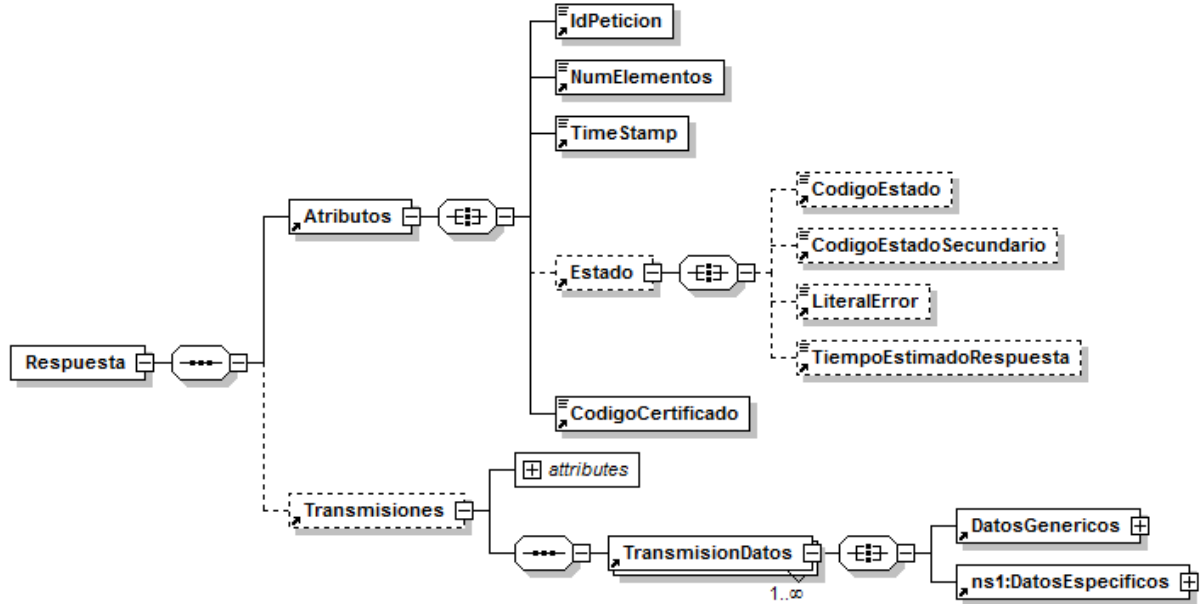 IdPeticion
NumElementos
TimeStamp
CodigoEstado
Atributos
CodigoEstadoSecundario
Estado
LiteralError
Respuesta
TiempoEstimadoRespuesta
CodigoCertificado
attributes
Transmisiones
DatosGenericos
TransmisionDatos
ns1:DatosEspecificos
1..∞